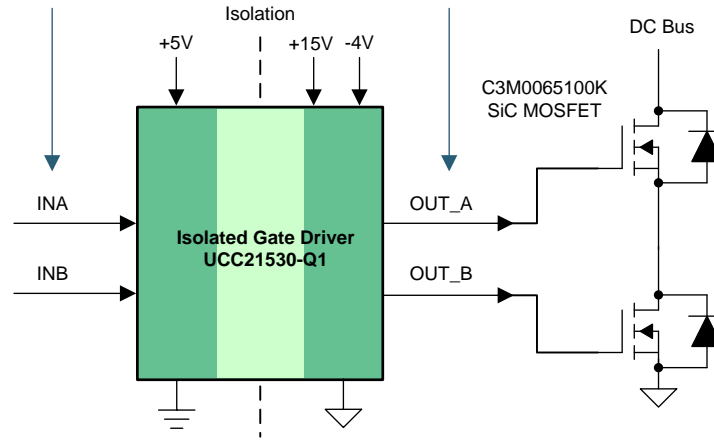 Isolation
+5V
+15V
-4V
DC Bus
C3M0065100K
SiC MOSFET
INA
OUT_A
Isolated Gate Driver
UCC21530-Q1
INB
OUT_B